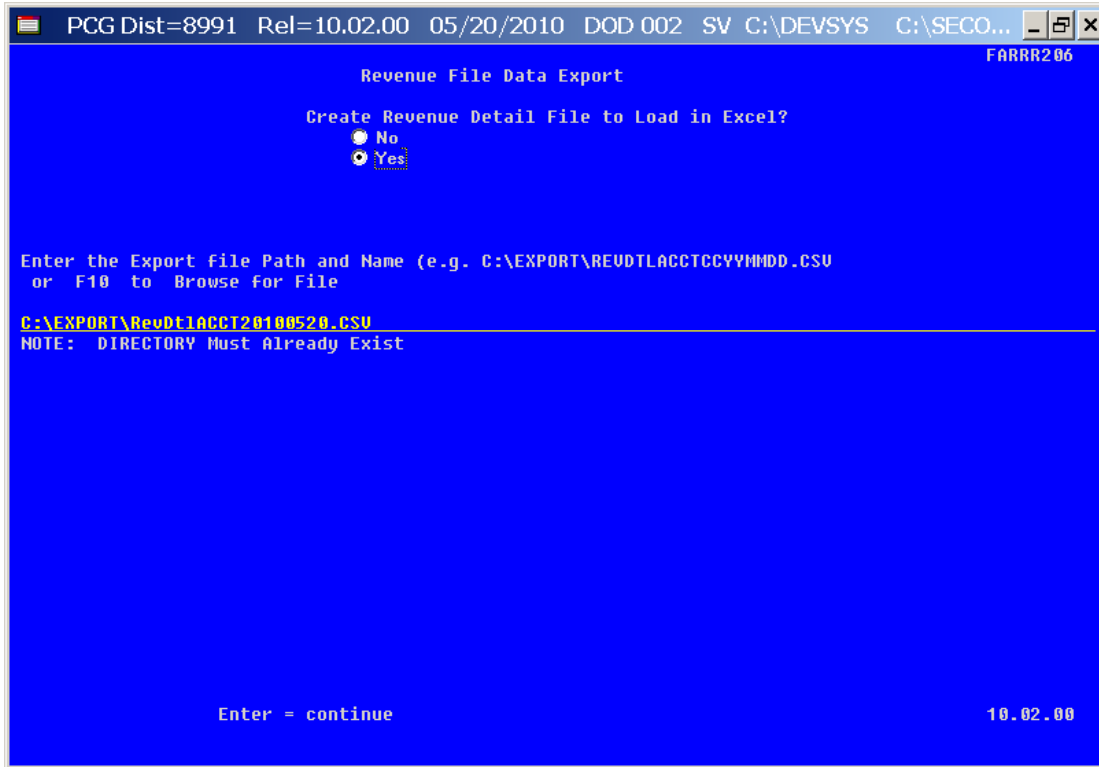 PCG Dist=8991 Rel=10.02.00 05/20/2010 DOD 002 SV C:\DEVSYS C:\SECO...
FARRR206
Revenue File Data Export
Create Revenue Detail File to Load in Excel?
No
Yes
Enter the Export file Path and Name (e.g. C:\EXPORT\REVDTLACCTCCYYMMDD.CSV
or F10 to Browse for File
C:\EXPORT\RevDtlACCT20100520.CSV
NOTE: DIRECTORY Must Already Exist
Enter = continue
10.02.00